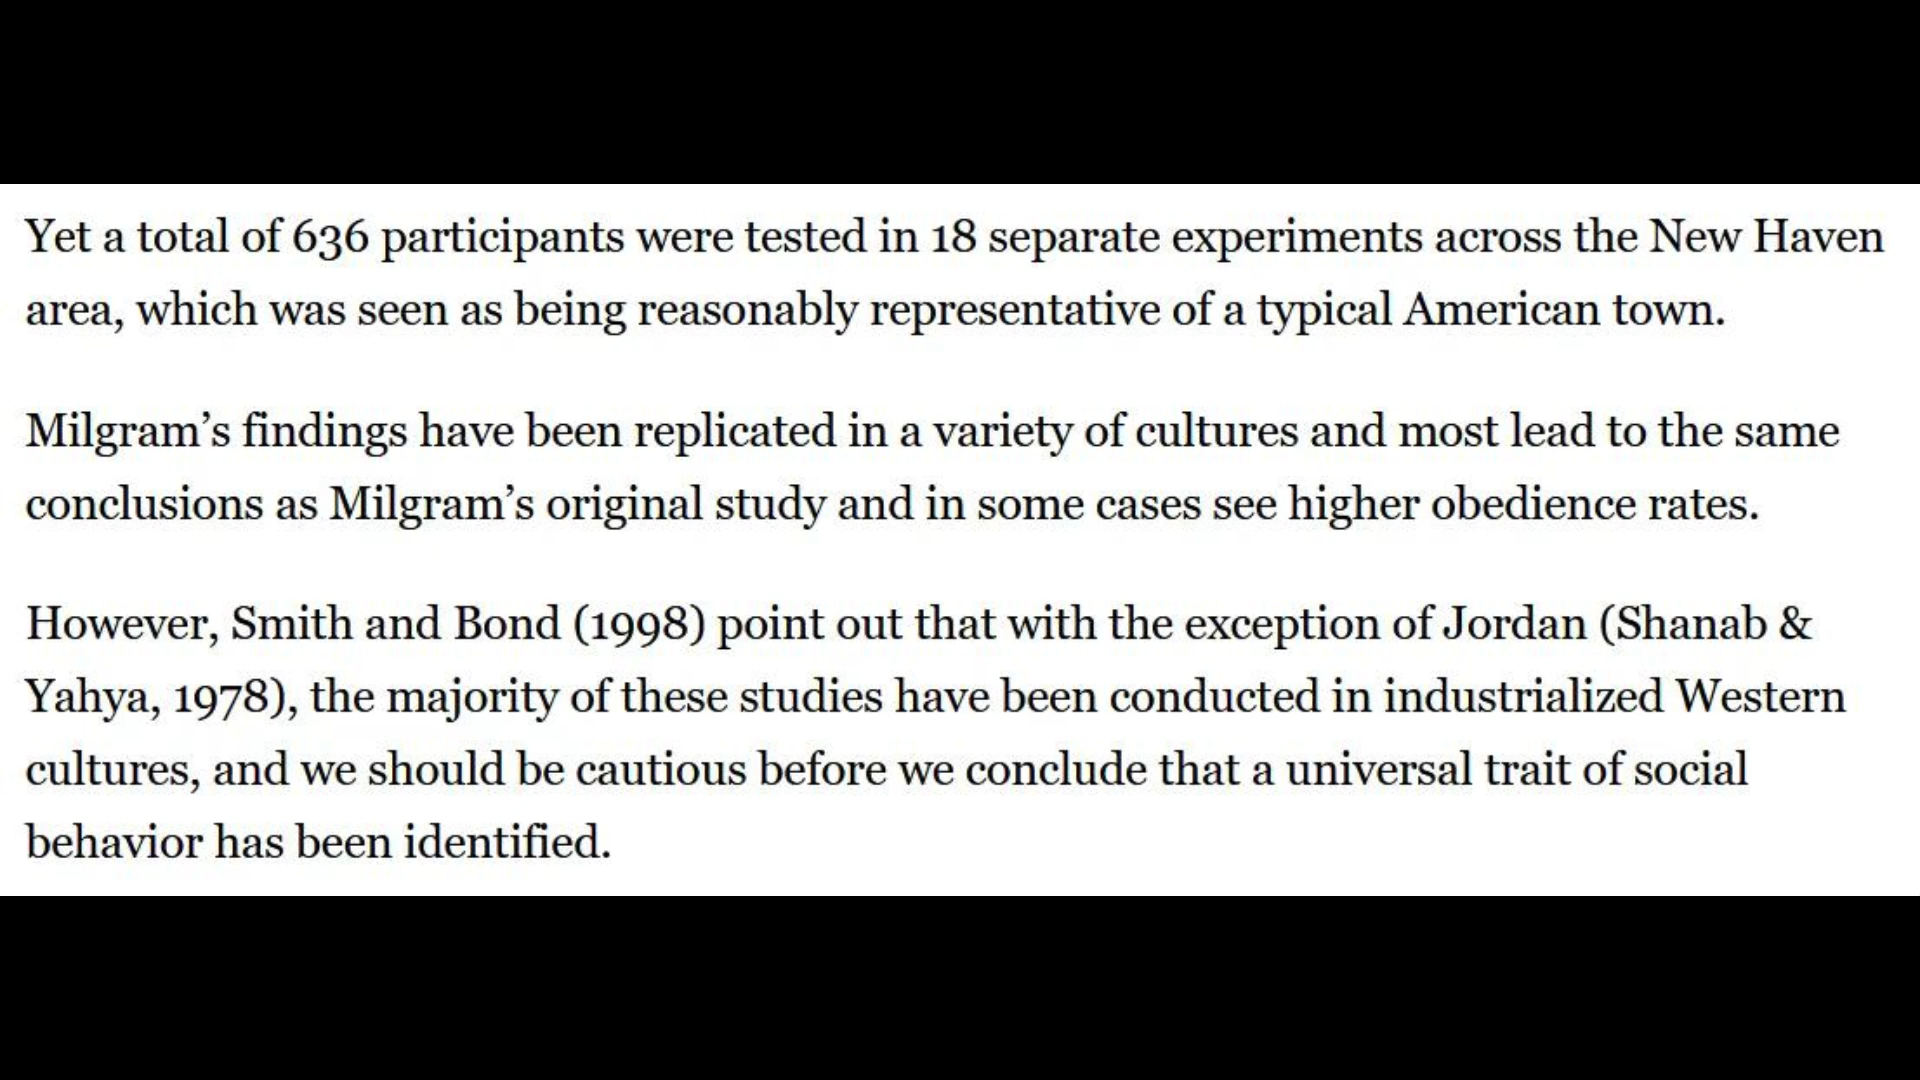 Yet a total of 636 participants were tested in 18 separate experiments across the New Haven
area, which was seen as being reasonably representative of a typical American town.
Milgram’s findings have been replicated in a variety of cultures and most lead to the same
conclusions as Milgram’s original study and in some cases see higher obedience rates.
However, Smith and Bond (1998) point out that with the exception of Jordan (Shanab &
Yahya, 1978), the majority of these studies have been conducted in industrialized Western
cultures, and we should be cautious before we conclude that a universal trait of social
behavior has been identified.